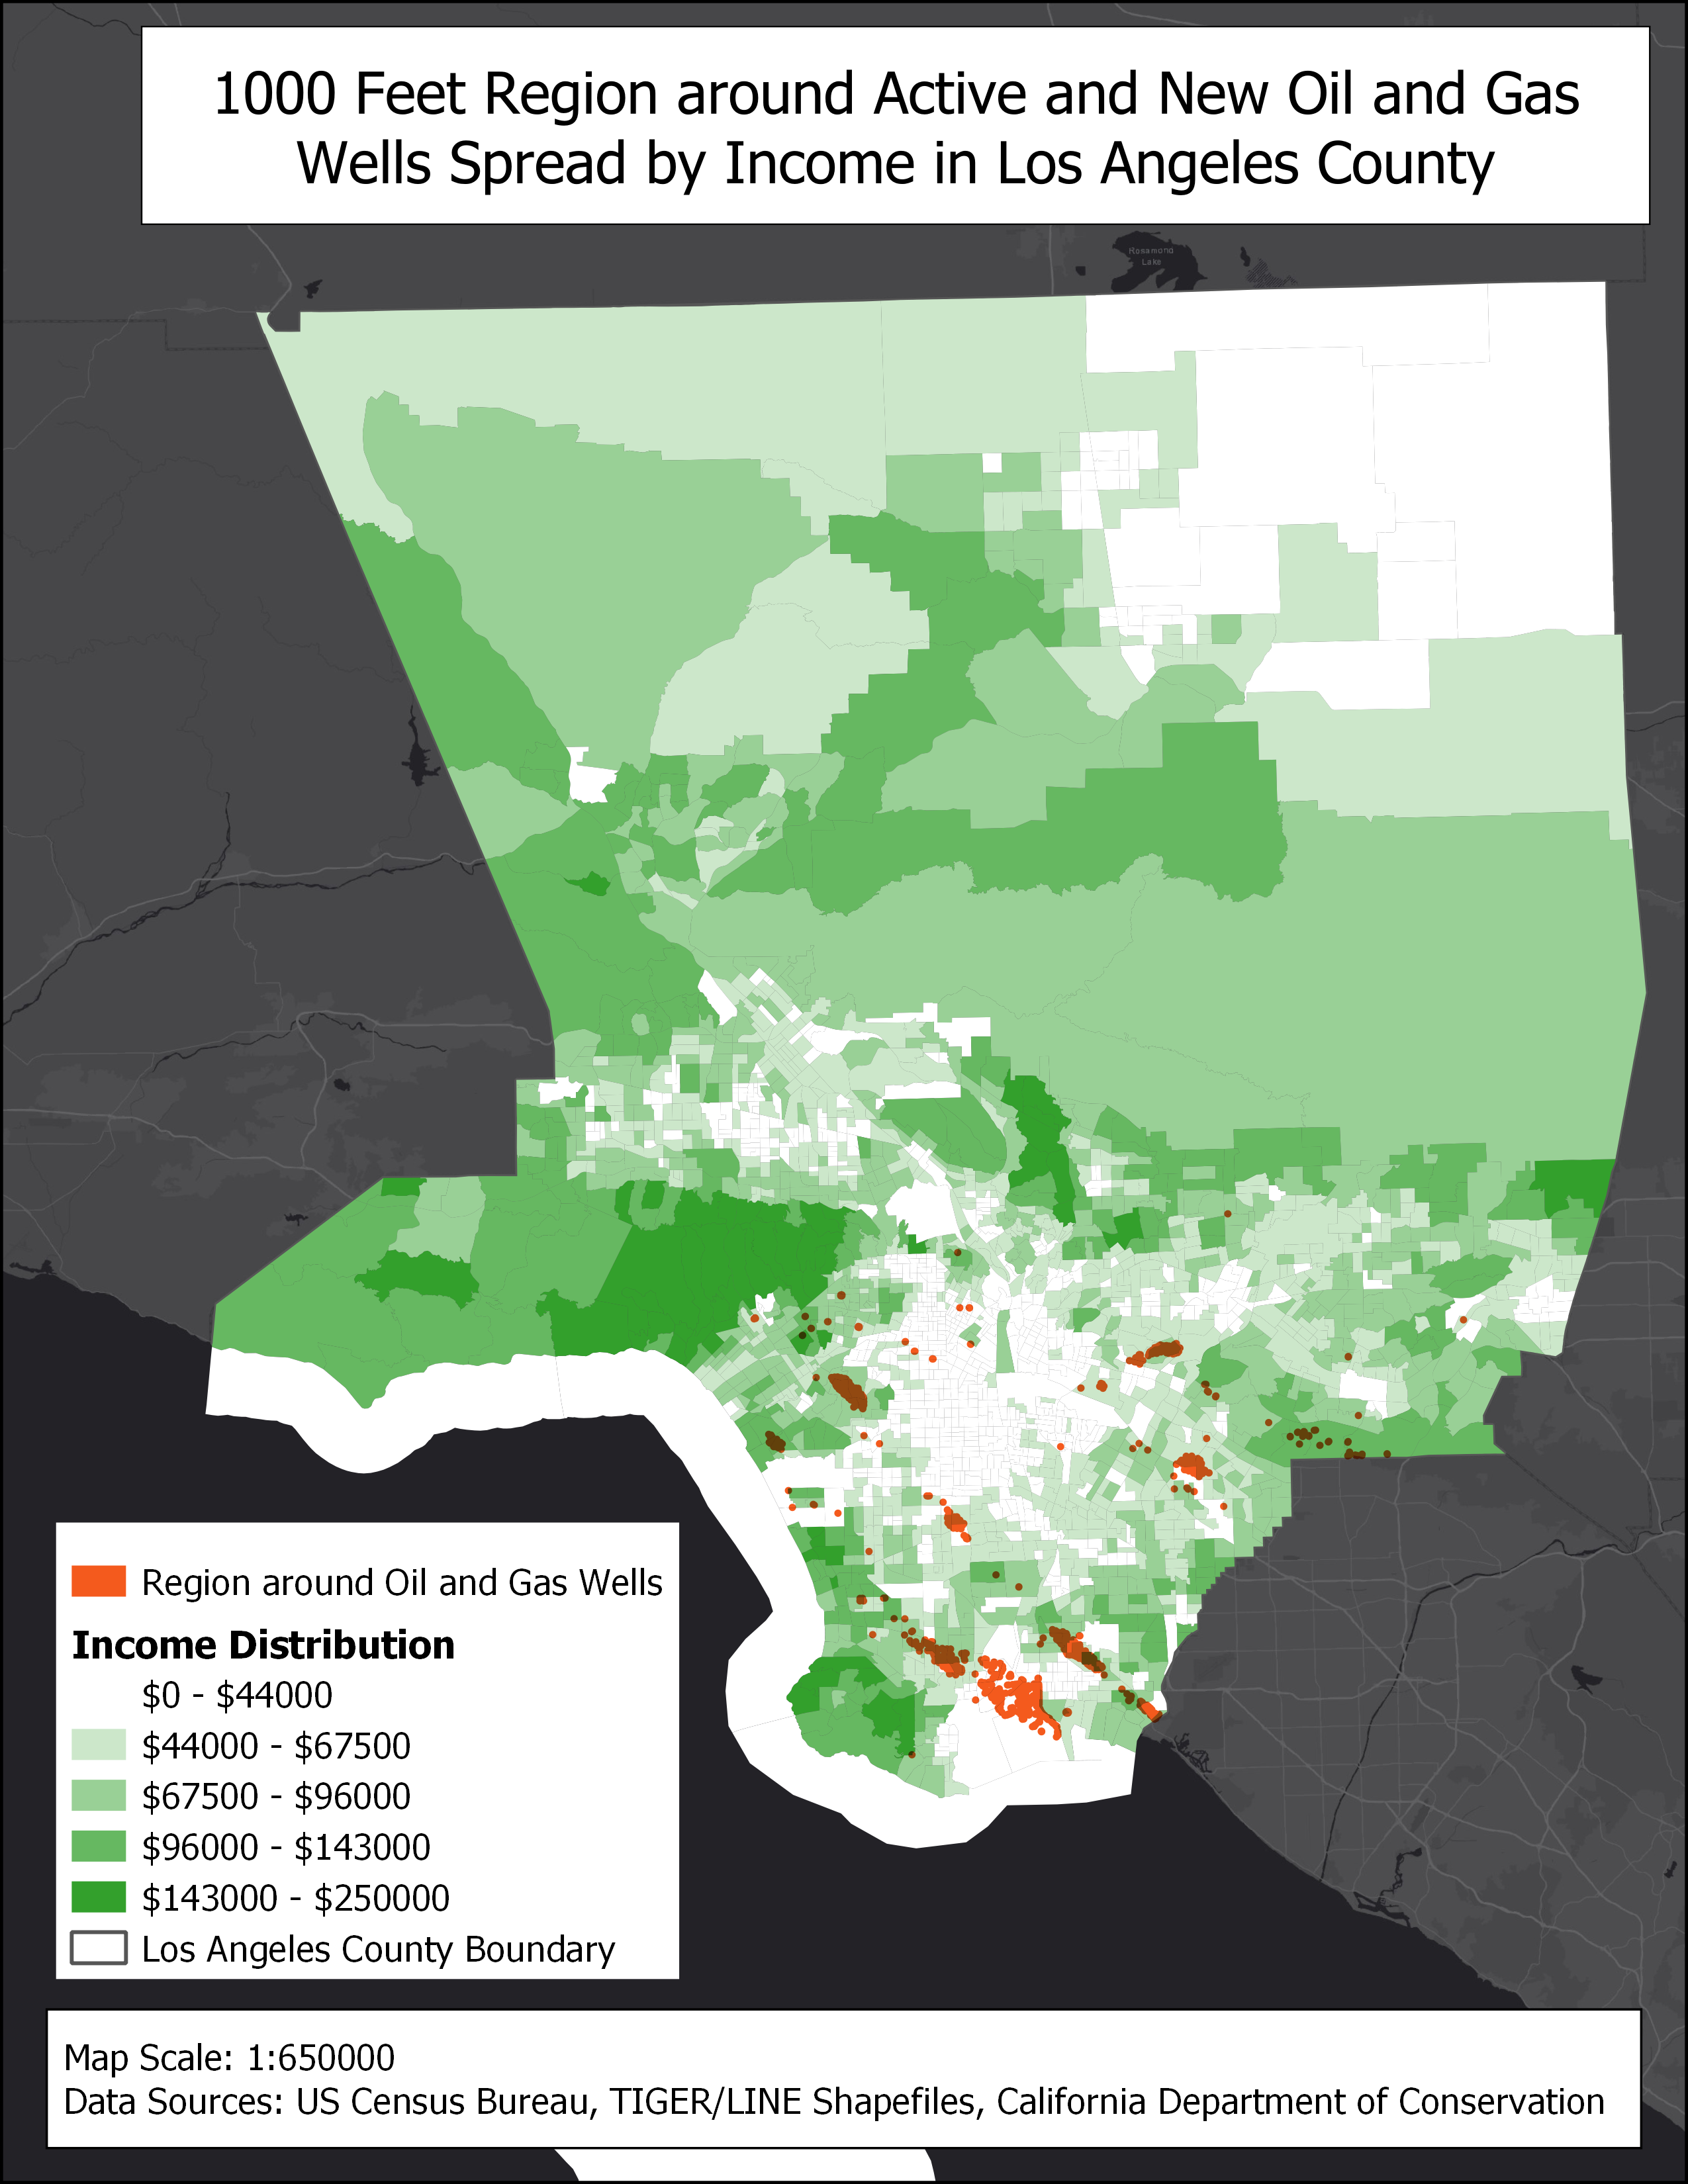 1000 Feet Region around Active and New Oil and Gas
Wells Spread by Income in Los Angeles County
Rosamond
Lake
Region around Oil and Gas Wells
Income Distribution
$0 - $44000
$44000 - $67500
$67500 - $96000
$96000 - $143000
$143000 - $250000
Los Angeles County Boundary
Map Scale: 1:650000
Data Sources: US Census Bureau, TIGER/LINE Shapefiles, California Department of Conservation